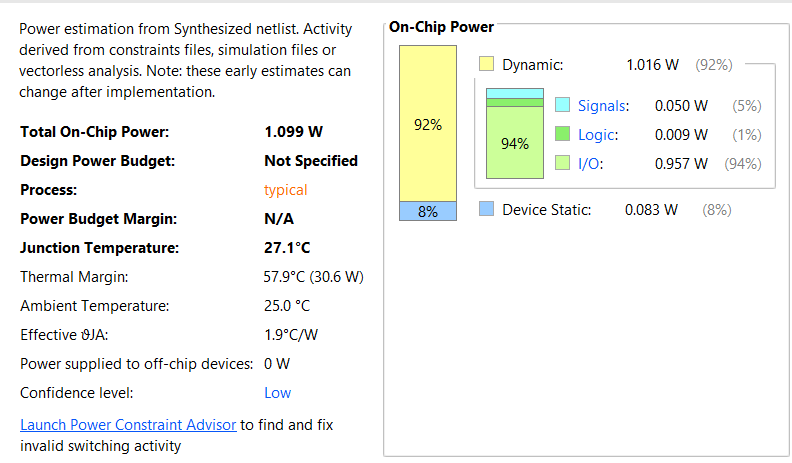 Power estimation from Synthesized netlist. Activity
derived from constraints files, simulation files or
vectorless analysis. Note: these early estimates can
change after implementation.
Total On-Chip Power: 1.099 W
Design Power Budget: Not Specified
Process: typical
Power Budget Margin: N/A
Junction Temperature: 27.1°C
Thermal Margin: 57.9°C (30.6 W)
Ambient Temperature: 25.0 °C
Effective ϑJA: 1.9°C/W
Power supplied to off-chip devices: 0 W
Confidence level: Low
Launch Power Constraint Advisor to find and fix
invalid switching activity
On-Chip Power
92%
8%
Dynamic: 1.016 W (92%)
94%
Signals: 0.050 W (5%)
Logic: 0.009 W (1%)
I/O: 0.957 W (94%)
Device Static: 0.083 W (8%)